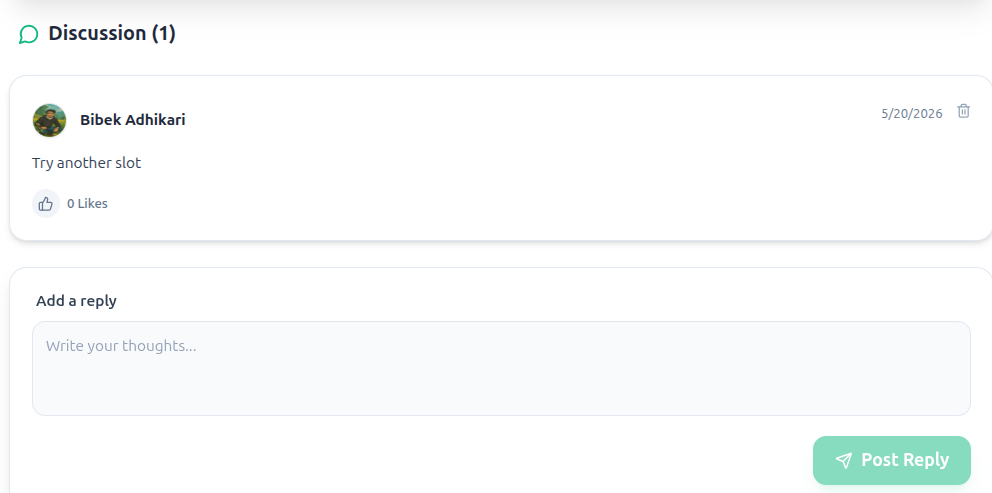 Discussion (1)
Bibek Adhikari
5/20/2026
Try another slot
0 Likes
Add a reply
Write your thoughts...
Post Reply